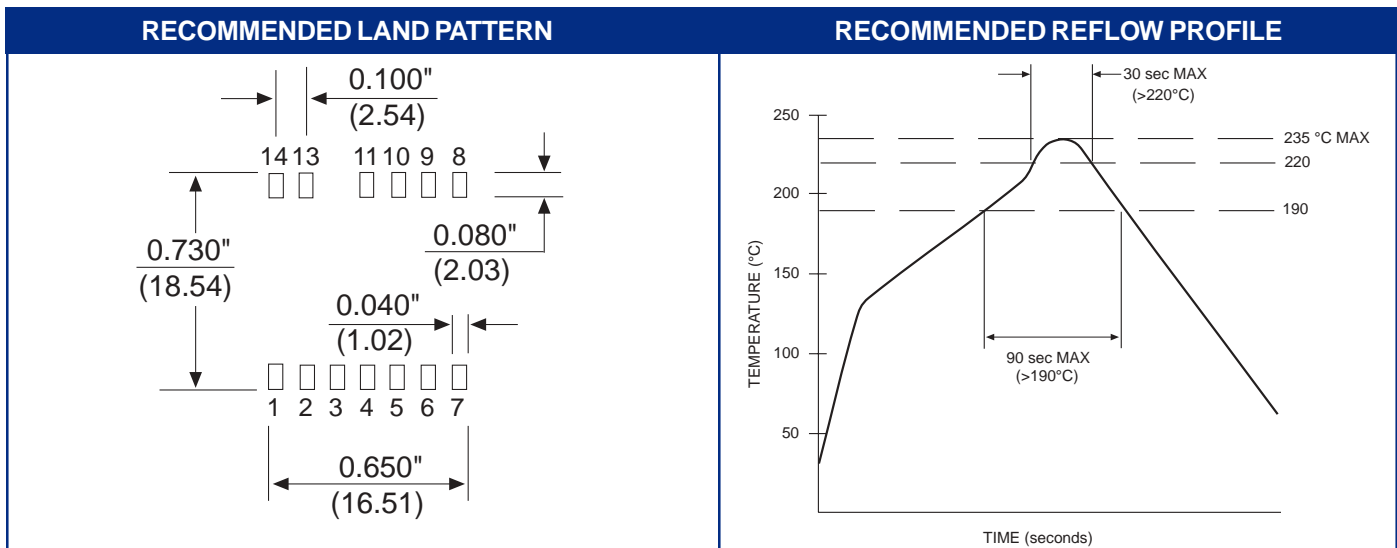 RECOMMENDED LAND PATTERN
0.100"
(2.54)
14 13 11 10 9 8
0.730"
(18.54)
0.080"
(2.03)
0.040"
(1.02)
1 2 3 4 5 6 7
0.650"
(16.51)
RECOMMENDED REFLOW PROFILE
30 sec MAX
(>220°C)
250
235 °C MAX
220
200
190
150
100
50
TEMPERATURE (°C)
90 sec MAX
(>190°C)
TIME (seconds)